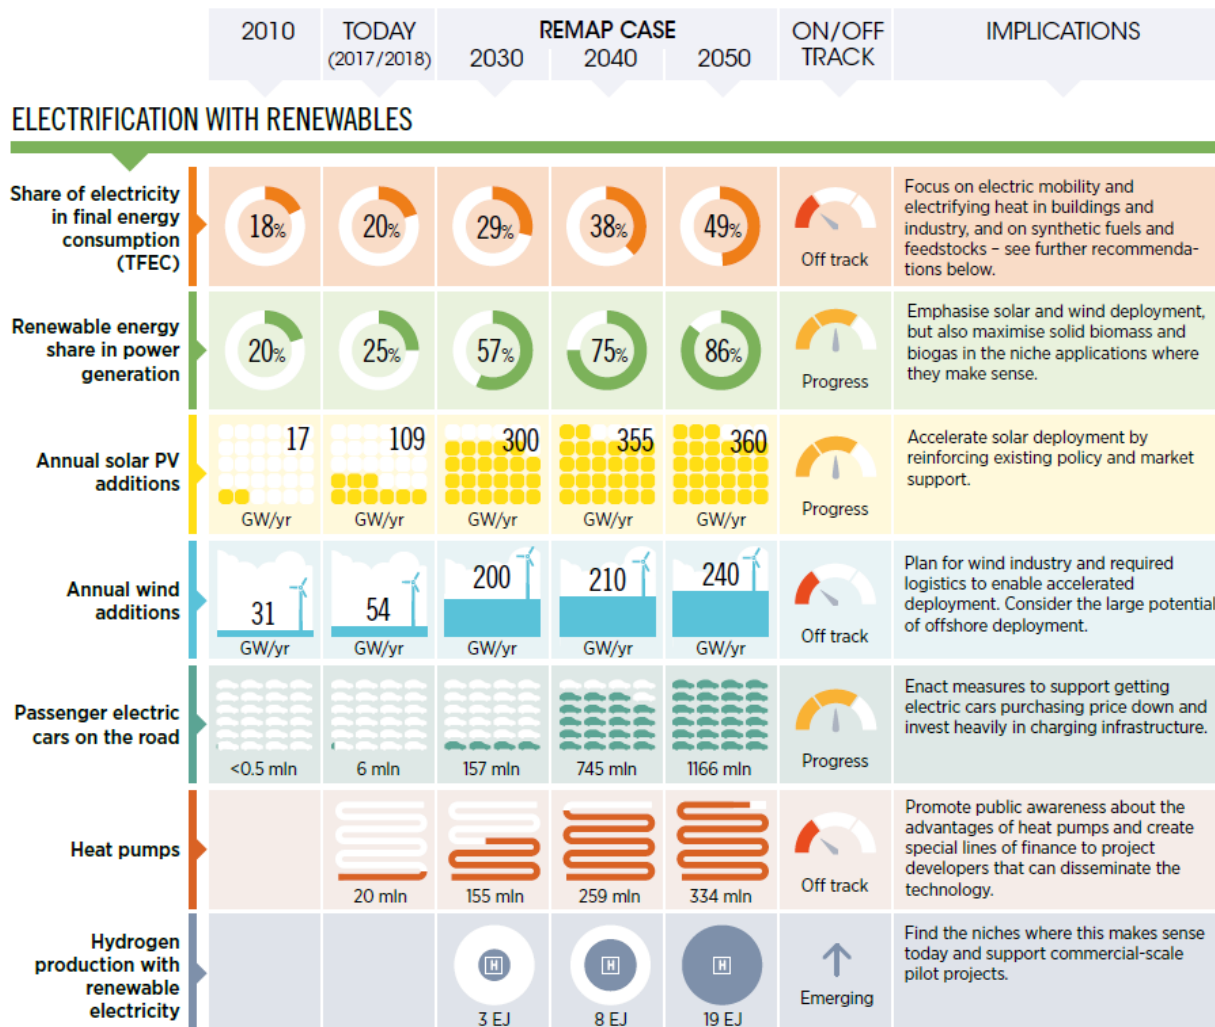 2010
TODAY
(2017/2018)
REMAP CASE
2030
2040
2050
ON/OFF
TRACK
IMPLICATIONS
ELECTRIFICATION WITH RENEWABLES
Share of electricity
in final energy
consumption
(TFEC)
18%
20%
29%
38%
49%
Off track
Focus on electric mobility and
electrifying heat in buildings and
industry, and on synthetic fuels and
feedstocks – see further recommenda-
tions below.
Renewable energy
share in power
generation
20%
25%
57%
75%
86%
Progress
Emphasise solar and wind deployment,
but also maximise solid biomass and
biogas in the niche applications where
they make sense.
Annual solar PV
additions
17
GW/yr
109
GW/yr
300
GW/yr
355
GW/yr
360
GW/yr
Progress
Accelerate solar deployment by
reinforcing existing policy and market
support.
Annual wind
additions
31
GW/yr
54
GW/yr
200
GW/yr
210
GW/yr
240
GW/yr
Off track
Plan for wind industry and required
logistics to enable accelerated
deployment. Consider the large potential
of offshore deployment.
Passenger electric
cars on the road
<0.5 mln
6 mln
157 mln
745 mln
1166 mln
Progress
Enact measures to support getting
electric cars purchasing price down and
invest heavily in charging infrastructure.
Heat pumps
20 mln
155 mln
259 mln
334 mln
Off track
Promote public awareness about the
advantages of heat pumps and create
special lines of finance to project
developers that can disseminate the
technology.
Hydrogen
production with
renewable
electricity
H
3 EJ
H
8 EJ
H
19 EJ
Emerging
Find the niches where this makes sense
today and support commercial-scale
pilot projects.